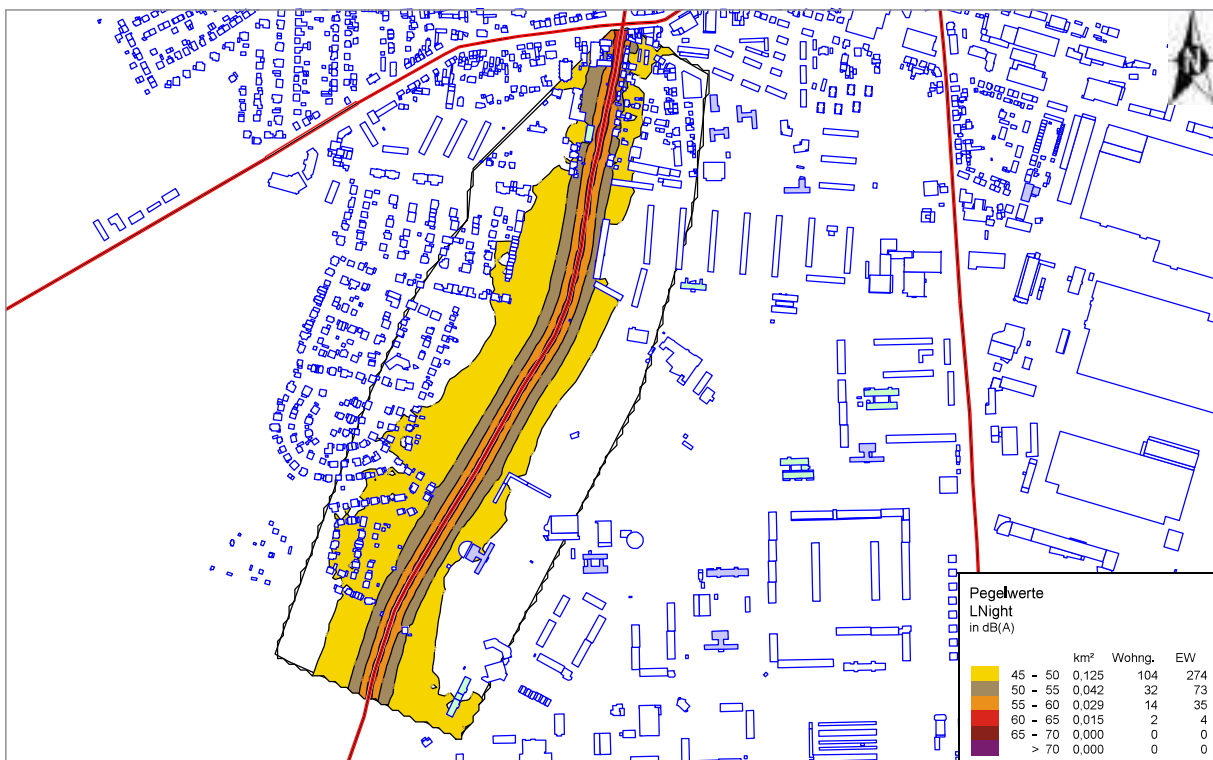 N
Pegelwerte
LNight
in dB(A)
km² Wohng. EW
45 - 50 0,125 104 274
50 - 55 0,042 32 73
55 - 60 0,029 14 35
60 - 65 0,015 2 4
65 - 70 0,000 0 0
> 70 0,000 0 0